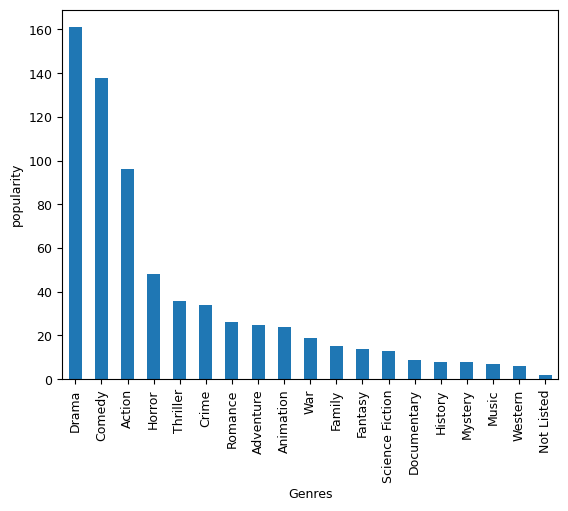 160
140
120
100
80
60
40
20
0
popularity
Drama
Comedy
Action
Horror
Thriller
Crime
Romance
Adventure
Animation
War
Family
Fantasy
Science Fiction
Documentary
History
Mystery
Music
Western
Not Listed
Genres